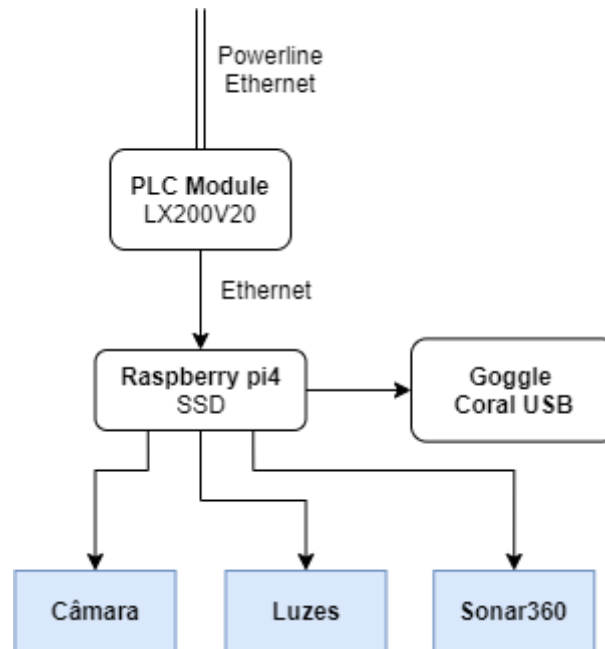 Powerline
Ethernet
PLC Module
LX200V20
Ethernet
Raspberry pi4
SSD
Goggle
Coral USB
Câmara
Luzes
Sonar360